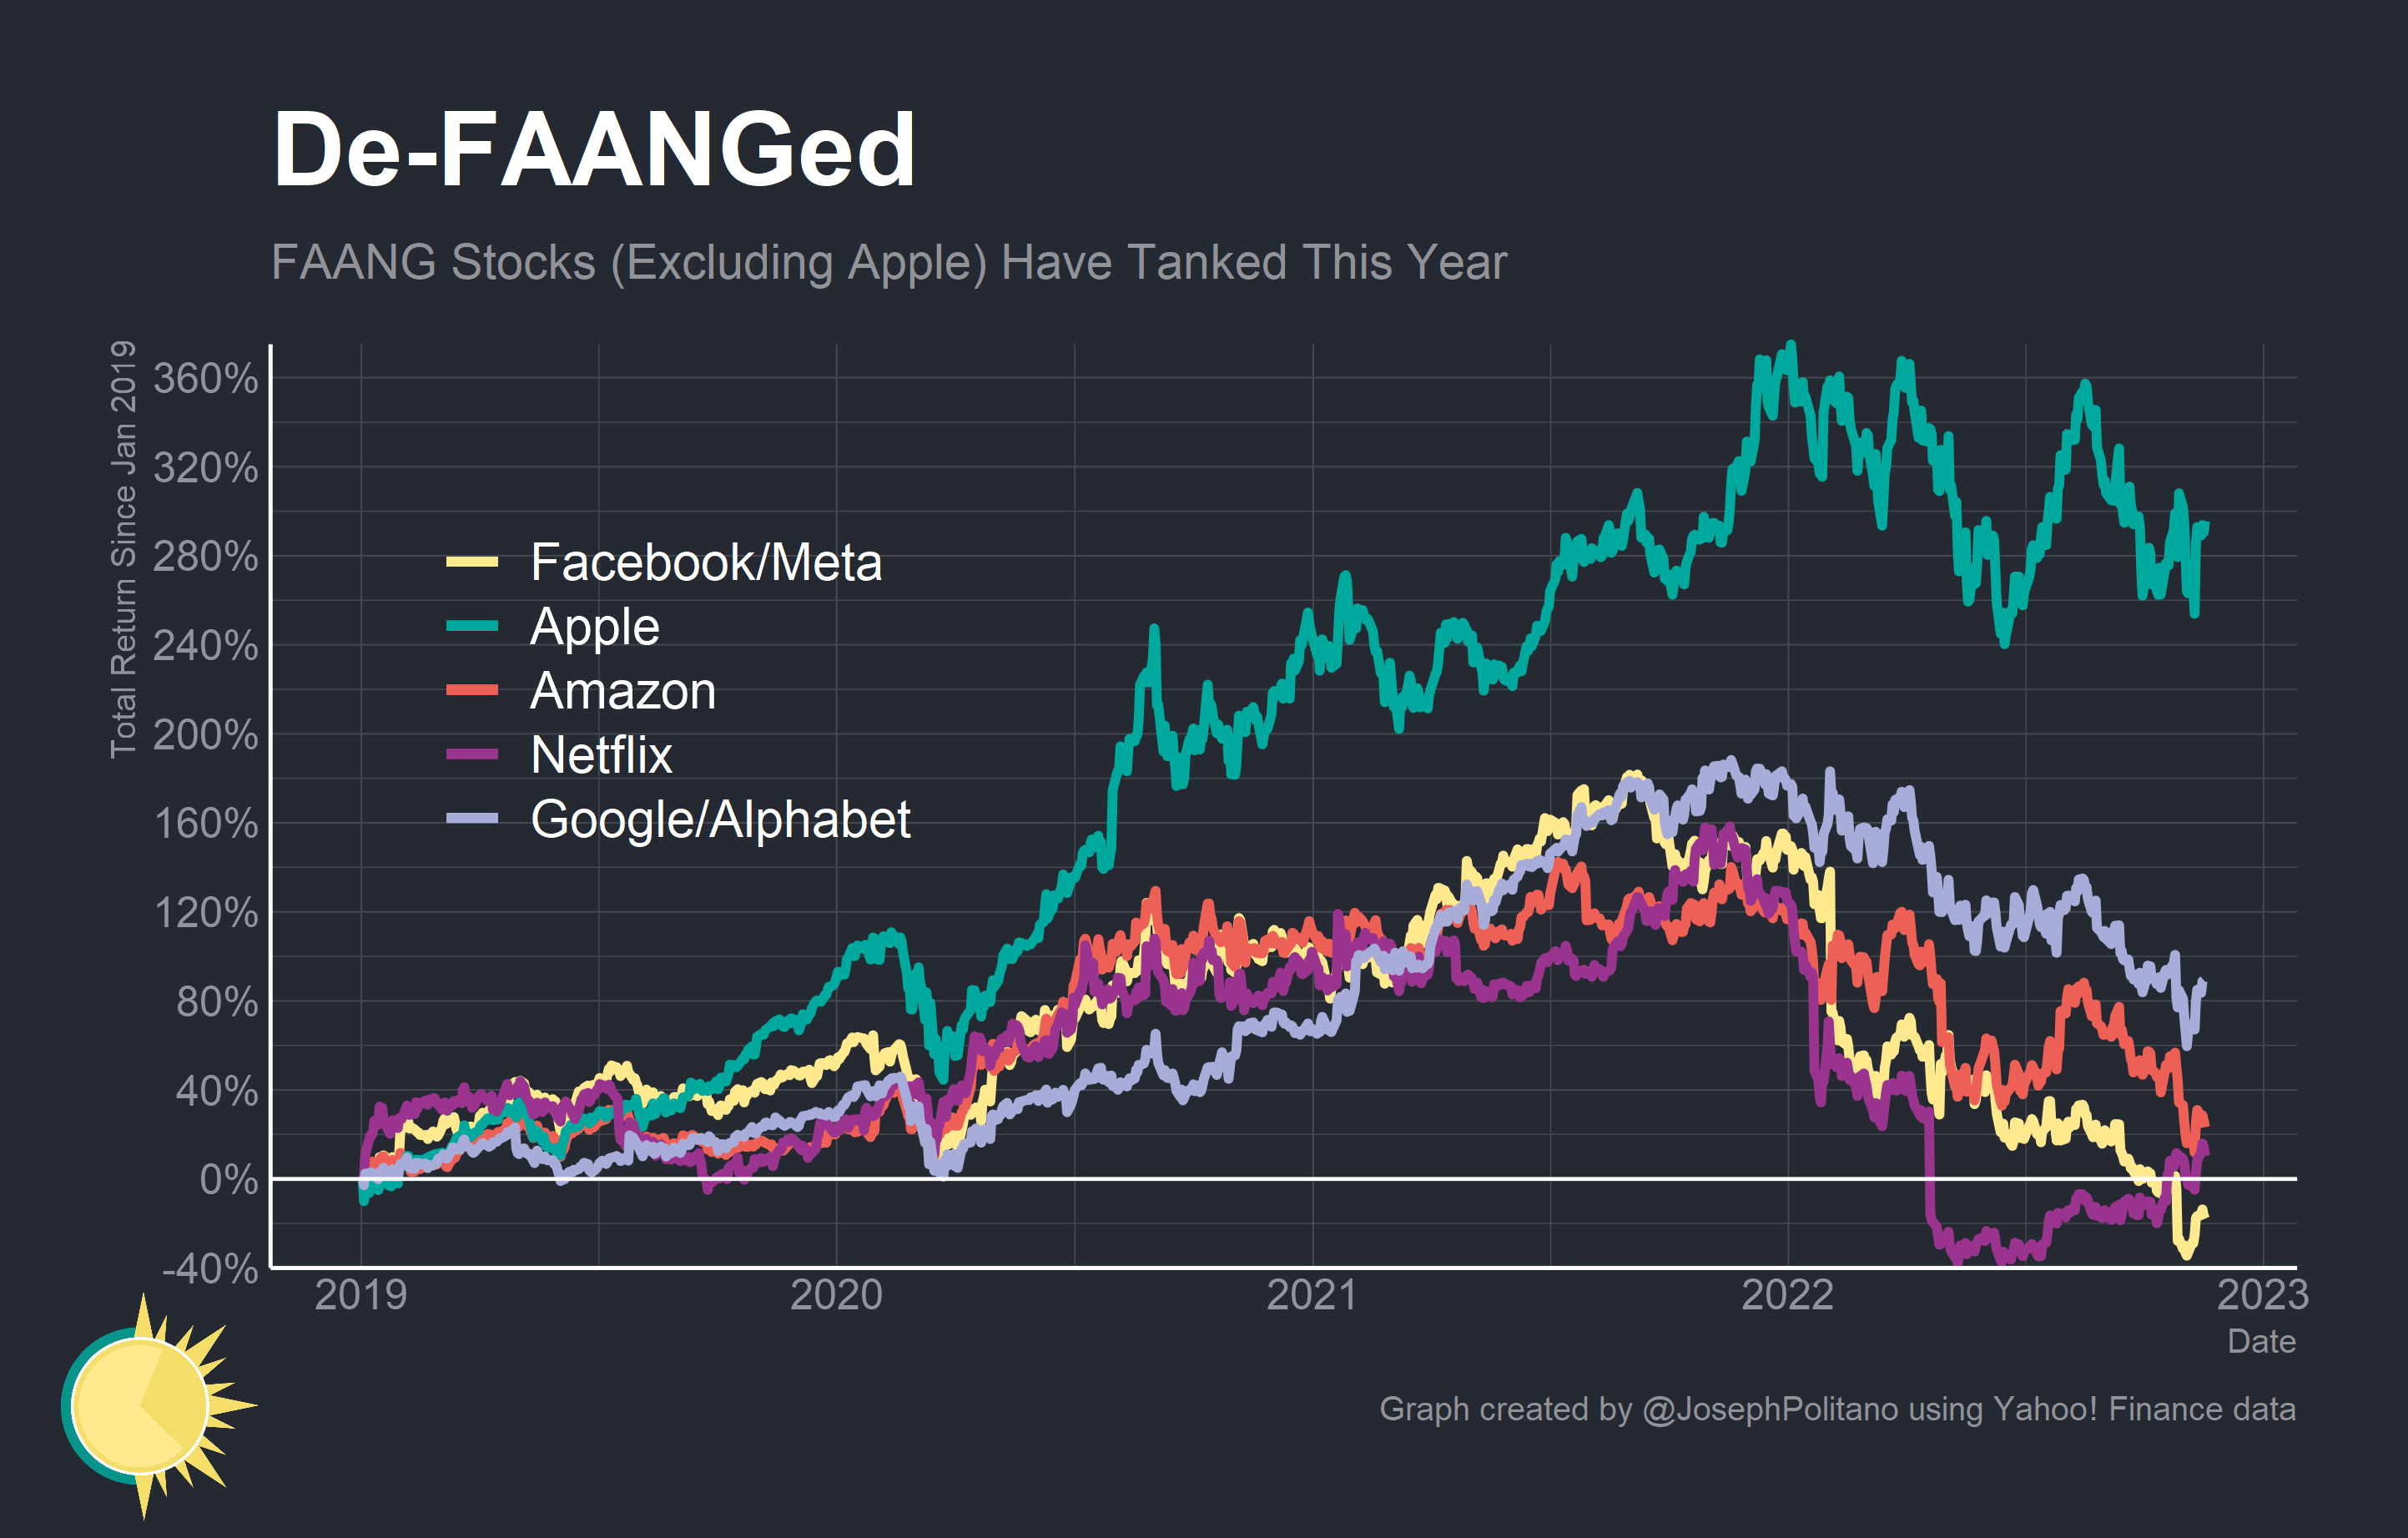 De-FAANGed
FAANG Stocks (Excluding Apple) Have Tanked This Year
Total Return Since Jan 2019
360%
320%
280%
240%
200%
160%
120%
80%
40%
0%
-40%
Facebook/Meta
Apple
Amazon
Netflix
Google/Alphabet
2019
2020
2021
2022
2023
Date
Graph created by @JosephPolitano using Yahoo! Finance data